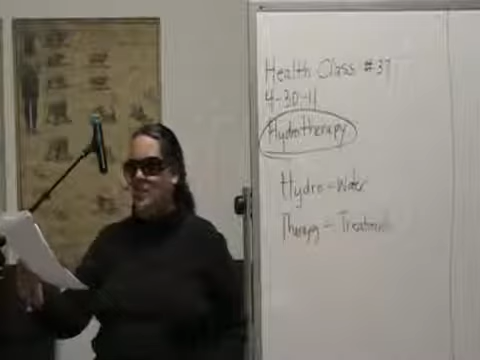 Health Class #37
4-30-11
Hydrotherapy
Hydro = Water
Therapy = Treatment